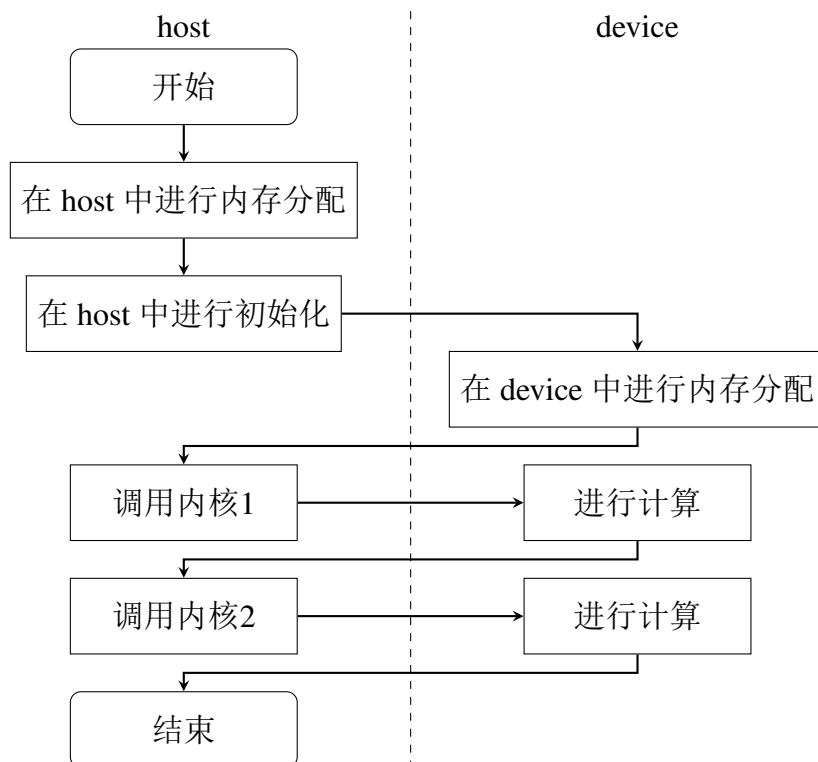 host
device
开始
在 host 中进行内存分配
在 host 中进行初始化
在 device 中进行内存分配
调用内核1
进行计算
调用内核2
进行计算
结束